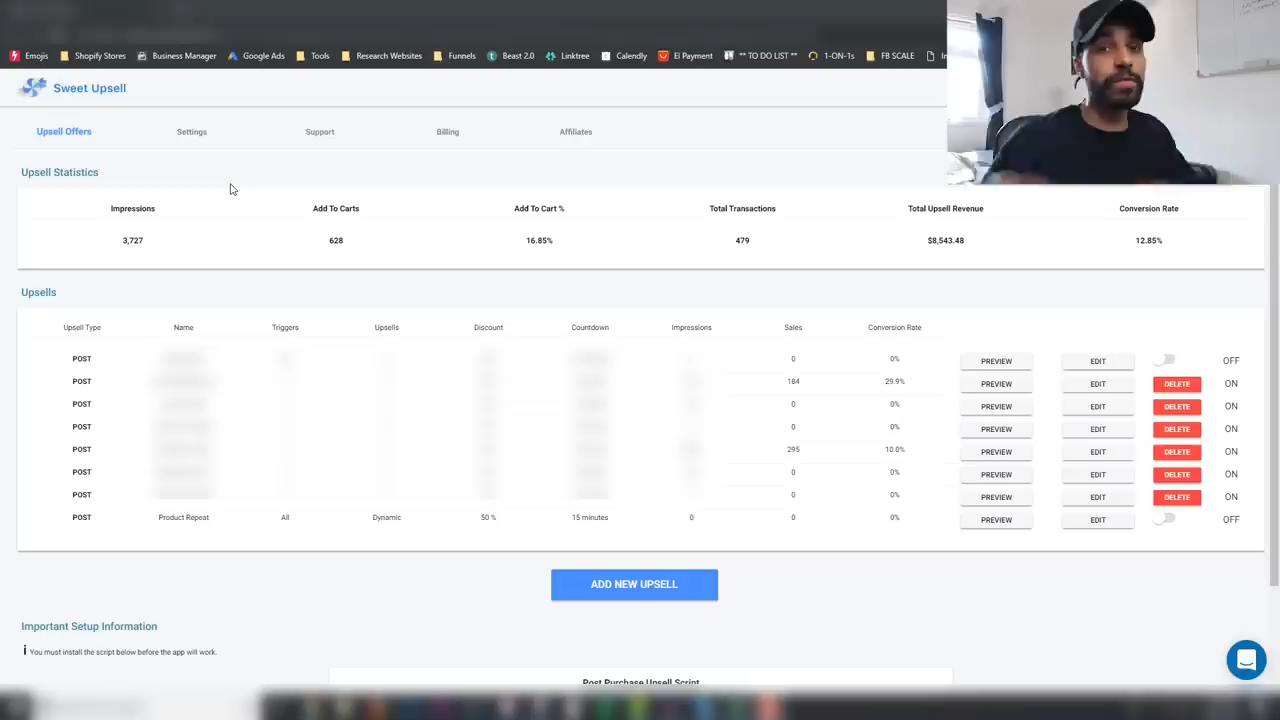 Emojis Shopify Stores Business Manager Google Ads Tools Research Websites Funnels Beast 2.0 Linktree Calendly El Payment ** TO DO LIST ** 1-ON-1s FB SCALE
Sweet Upsell
Upsell Offers Settings Support Billing Affiliates
Upsell Statistics
Impressions Add To Carts Add To Cart % Total Transactions Total Upsell Revenue Conversion Rate
3,727 628 16.85% 479 $8,543.48 12.85%
Upsells
Upsell Type Name Triggers Upsells Discount Countdown Impressions Sales Conversion Rate
POST 0 0% PREVIEW EDIT OFF
POST 184 29.9% PREVIEW EDIT DELETE ON
POST 0 0% PREVIEW EDIT DELETE ON
POST 0 0% PREVIEW EDIT DELETE ON
POST 295 10.0% PREVIEW EDIT DELETE ON
POST 0 0% PREVIEW EDIT DELETE ON
POST 0 0% PREVIEW EDIT DELETE ON
POST Product Repeat All Dynamic 50 % 15 minutes 0 0 0% PREVIEW EDIT OFF
ADD NEW UPSELL
Important Setup Information
You must install the script below before the app will work.
Post Purchase Upsell Script